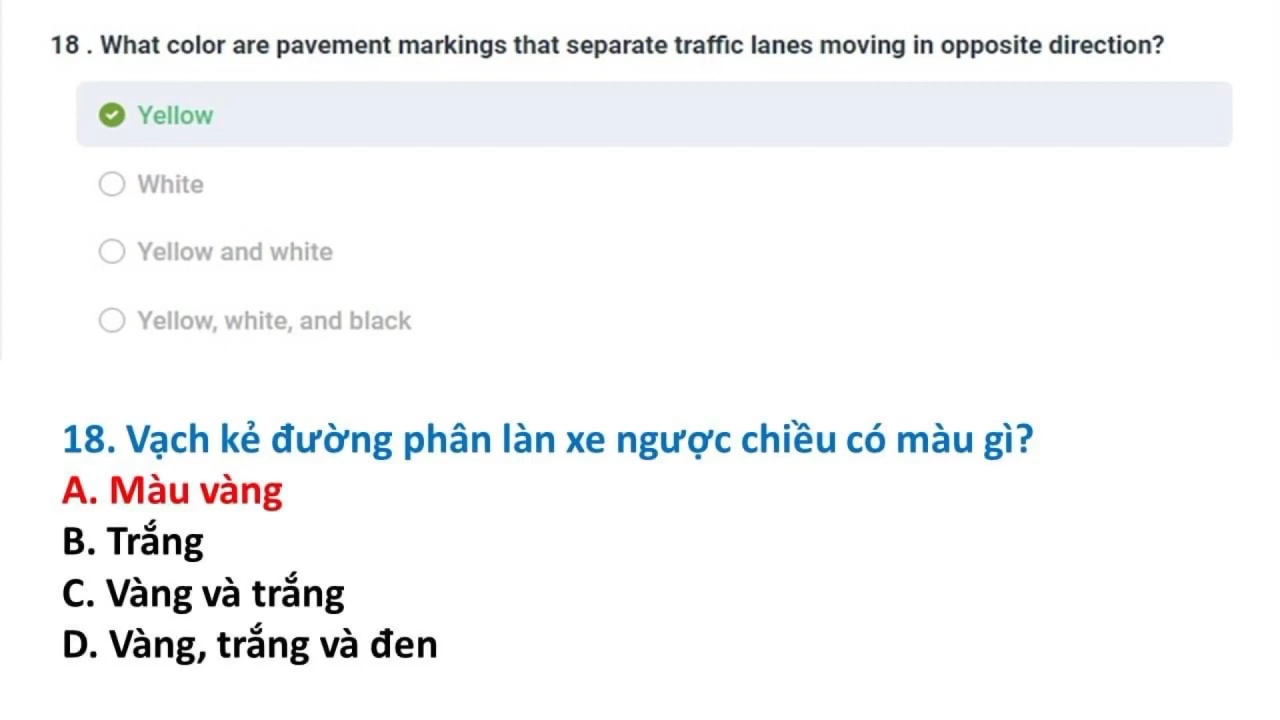 18 . What color are pavement markings that separate traffic lanes moving in opposite direction?
Yellow
White
Yellow and white
Yellow, white, and black
18. Vạch kẻ đường phân làn xe ngược chiều có màu gì?
A. Màu vàng
B. Trắng
C. Vàng và trắng
D. Vàng, trắng và đen